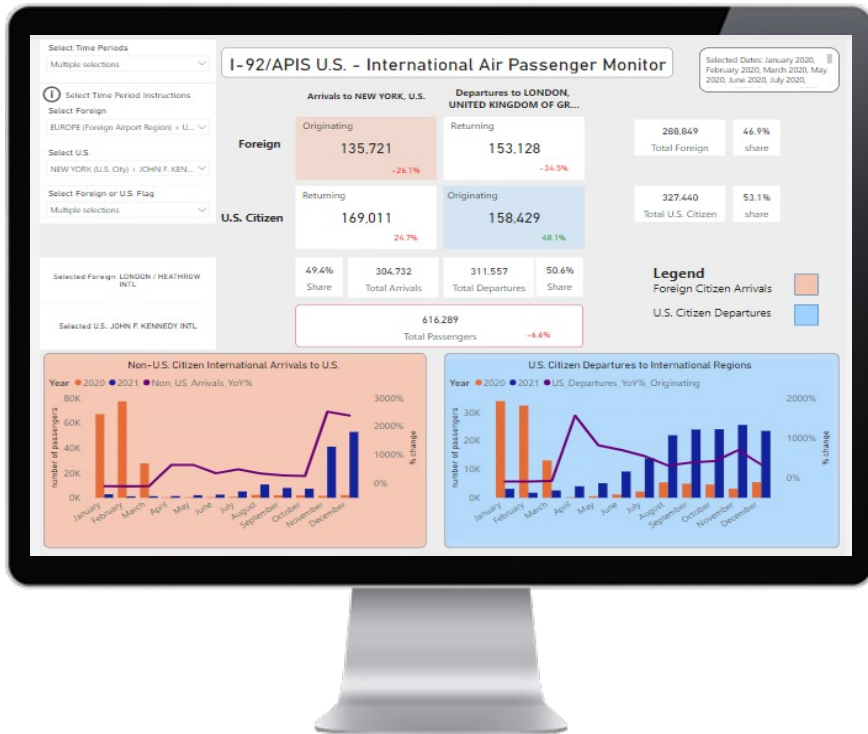 Select Time Periods
Multiple selections
I-92/APIS U.S. - International Air Passenger Monitor
Selected Dates: January 2020,
February 2020, March 2020, May
2020, June 2020, July 2020,
Select Time Period Instructions
Select Foreign
EUROPE (Foreign Airport Region) › U...
Select U.S.
NEW YORK (U.S. City) › JOHN F. KEN...
Select Foreign or U.S. Flag
Multiple selections
Arrivals to NEW YORK, U.S.
Departures to LONDON,
UNITED KINGDOM OF GR...
Foreign
Originating
135,721
-26.1%
Returning
153,128
-34.5%
288,849
Total Foreign
46.9%
share
U.S. Citizen
Returning
169,011
24.7%
Originating
158,429
48.1%
327,440
Total U.S. Citizen
53.1%
share
Selected Foreign: LONDON / HEATHROW
INTL
49.4%
Share
304,732
Total Arrivals
311,557
Total Departures
50.6%
Share
Legend
Foreign Citizen Arrivals
U.S. Citizen Departures
Selected U.S. JOHN F. KENNEDY INTL
616,289
Total Passengers
-6.6%
Non-U.S. Citizen International Arrivals to U.S.
Year 2020 2021 Non_US_Arrivals_YoY%
80K
60K
40K
20K
0K
number of passengers
3000%
2000%
1000%
0%
% change
January
February
March
April
May
June
July
August
September
October
November
December
U.S. Citizen Departures to International Regions
Year 2020 2021 US_Departures_YoY%_Originating
30K
20K
10K
0K
number of passengers
2000%
1000%
0%
% change
January
February
March
April
May
June
July
August
September
October
November
December